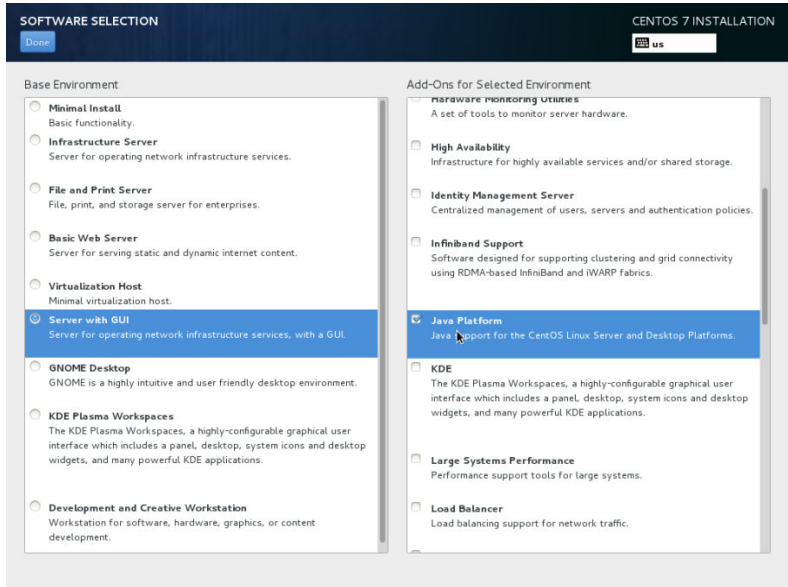 SOFTWARE SELECTION
CENTOS 7 INSTALLATION
Done
us
Base Environment
Minimal Install
Basic functionality.
Infrastructure Server
Server for operating network infrastructure services.
File and Print Server
File, print, and storage server for enterprises.
Basic Web Server
Server for serving static and dynamic internet content.
Virtualization Host
Minimal virtualization host.
Server with GUI
Server for operating network infrastructure services, with a GUI.
GNOME Desktop
GNOME is a highly intuitive and user friendly desktop environment.
KDE Plasma Workspaces
The KDE Plasma Workspaces, a highly-configurable graphical user
interface which includes a panel, desktop, system icons and desktop
widgets, and many powerful KDE applications.
Development and Creative Workstation
Workstation for software, hardware, graphics, or content
development.
Add-Ons for Selected Environment
Hardware Monitoring Utilities
A set of tools to monitor server hardware.
High Availability
Infrastructure for highly available services and/or shared storage.
Identity Management Server
Centralized management of users, servers and authentication policies.
Infiniband Support
Software designed for supporting clustering and grid connectivity
using RDMA-based InfiniBand and iWARP fabrics.
Java Platform
Java support for the CentOS Linux Server and Desktop Platforms.
KDE
The KDE Plasma Workspaces, a highly-configurable graphical user
interface which includes a panel, desktop, system icons and desktop
widgets, and many powerful KDE applications.
Large Systems Performance
Performance support tools for large systems.
Load Balancer
Load balancing support for network traffic.